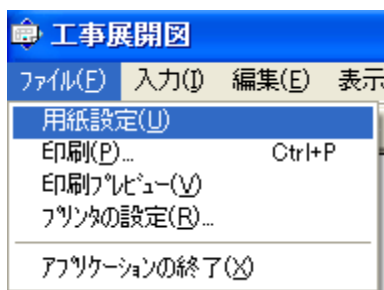 工事展開図
ﾌｧｲﾙ(F) 入力(I) 編集(E) 表示
用紙設定(U)
印刷(P)... Ctrl+P
印刷ﾌﾟﾚﾋﾞｭｰ(V)
ﾌﾟﾘﾝﾀの設定(R)...
ｱﾌﾟﾘｹｰｼｮﾝの終了(X)